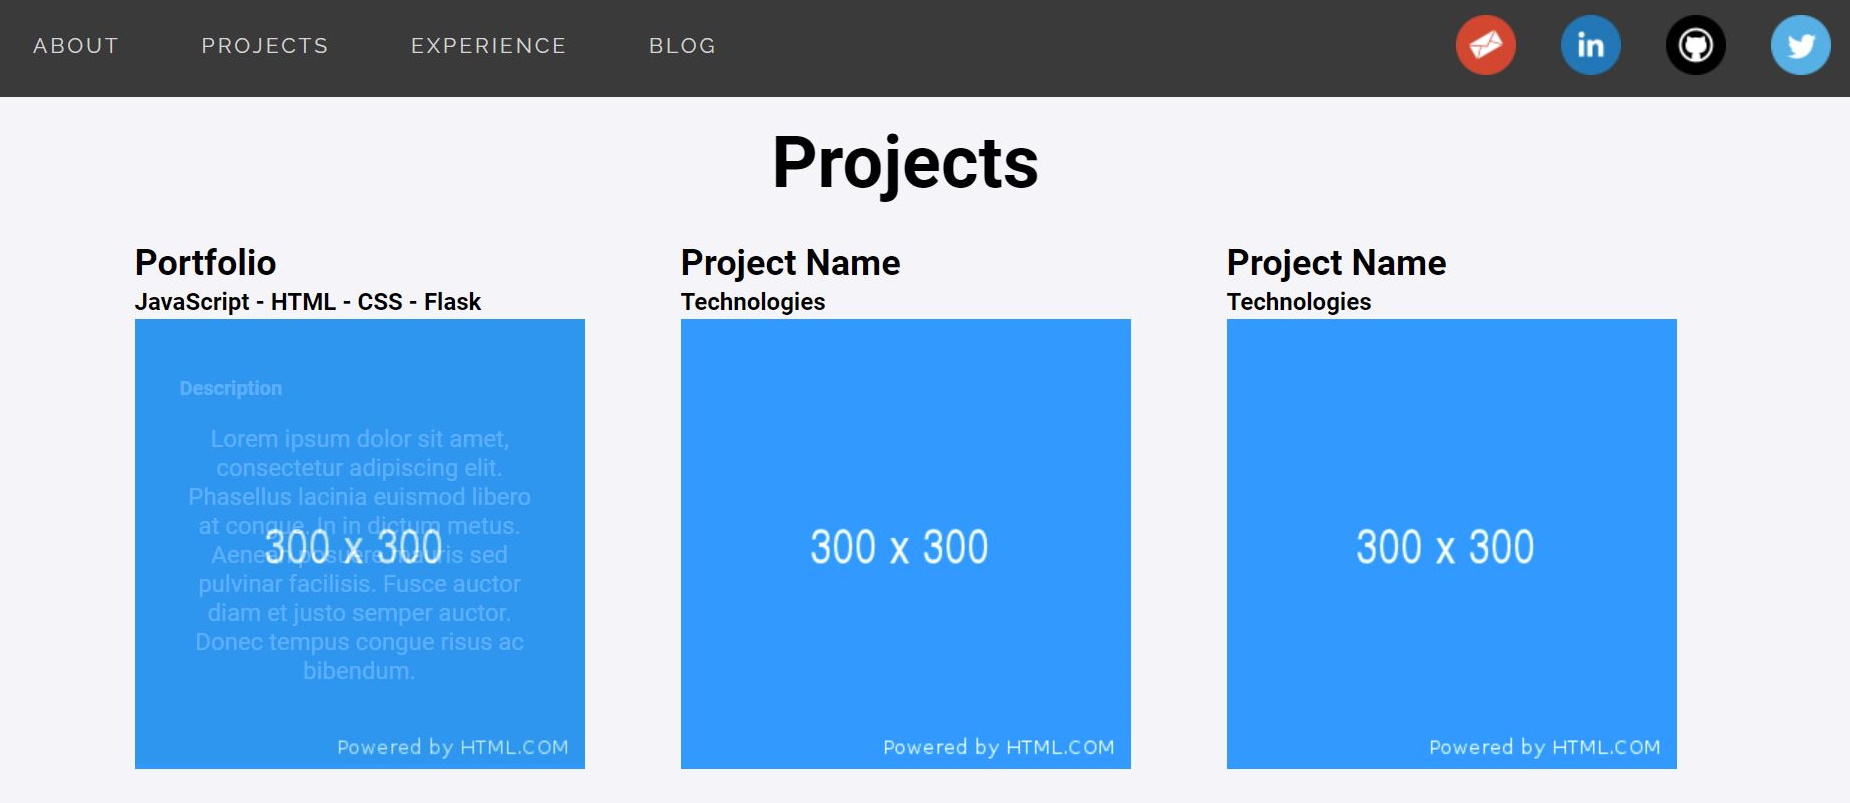 ABOUT PROJECTS EXPERIENCE BLOG in
Projects
Portfolio
JavaScript - HTML - CSS - Flask
Description
Lorem ipsum dolor sit amet,
consectetur adipiscing elit.
Phasellus lacinia euismod libero
at congue. In in dictum metus.
Aenean posuere mauris sed
pulvinar facilisis. Fusce auctor
diam et justo semper auctor.
Donec tempus congue risus ac
bibendum.
300 x 300
Powered by HTML.COM
Project Name
Technologies
300 x 300
Powered by HTML.COM
Project Name
Technologies
300 x 300
Powered by HTML.COM